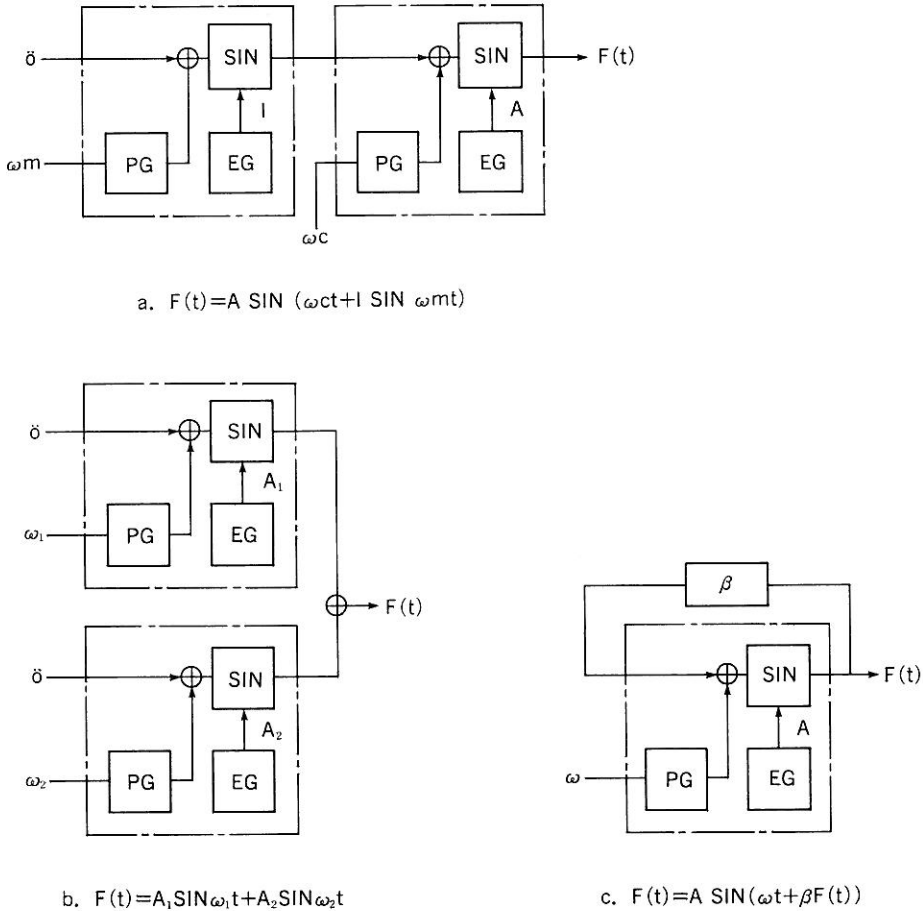 ö
SIN
SIN
F(t)
I
A
ωm
PG
EG
PG
EG
ωc
a. F(t)=A SIN (ωct+I SIN ωmt)
ö
SIN
A₁
ω₁
PG
EG
F(t)
ö
SIN
A₂
ω₂
PG
EG
b. F(t)=A₁SINω₁t+A₂SINω₂t
β
SIN
F(t)
A
ω
PG
EG
c. F(t)=A SIN(ωt+βF(t))